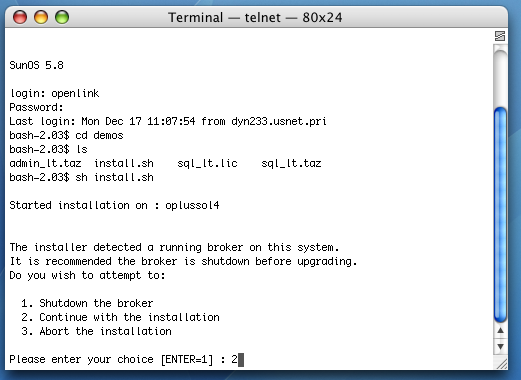 Terminal — telnet — 80x24
SunOS 5.8
login: openlink
Password:
Last login: Mon Dec 17 11:07:54 from dyn233.usnet.pri
bash-2.03$ cd demos
bash-2.03$ ls
admin_lt.taz  install.sh    sql_lt.lic    sql_lt.taz
bash-2.03$ sh install.sh
Started installation on : oplussol4
The installer detected a running broker on this system.
It is recommended the broker is shutdown before upgrading.
Do you wish to attempt to:
1. Shutdown the broker
2. Continue with the installation
3. Abort the installation
Please enter your choice [ENTER=1] : 2